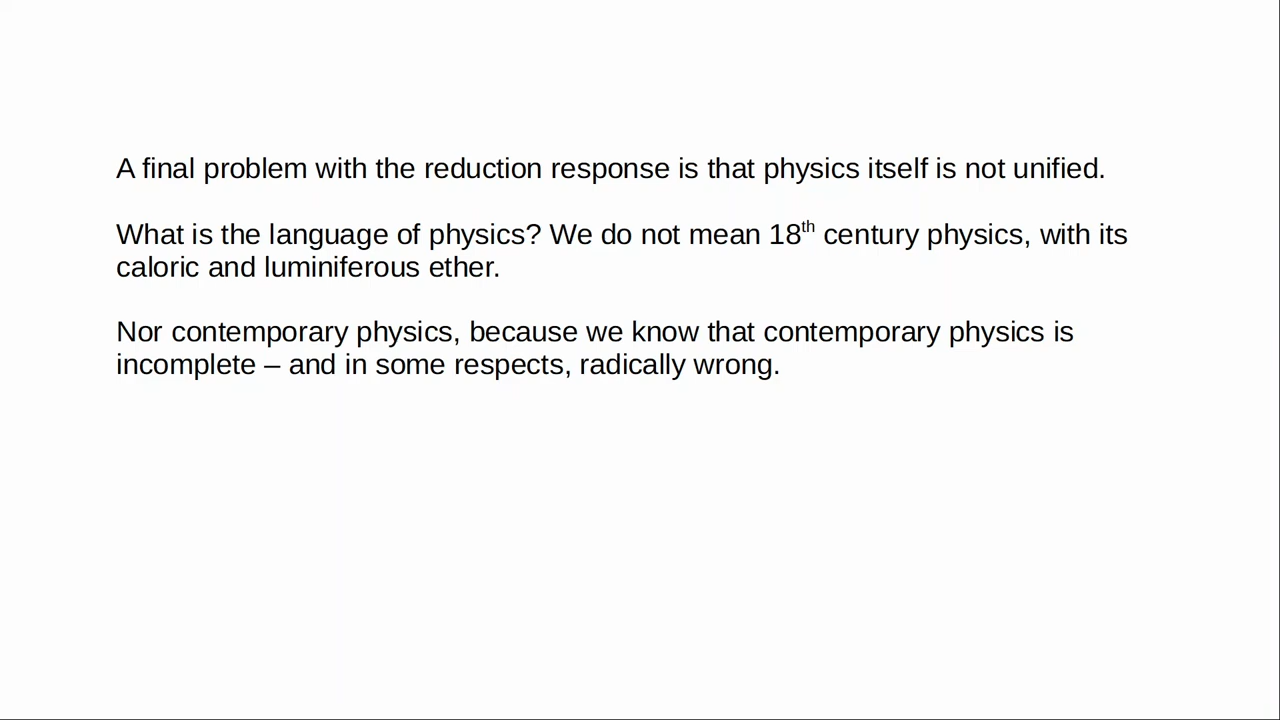 A final problem with the reduction response is that physics itself is not unified.
What is the language of physics? We do not mean 18th century physics, with its
caloric and luminiferous ether.
Nor contemporary physics, because we know that contemporary physics is
incomplete – and in some respects, radically wrong.